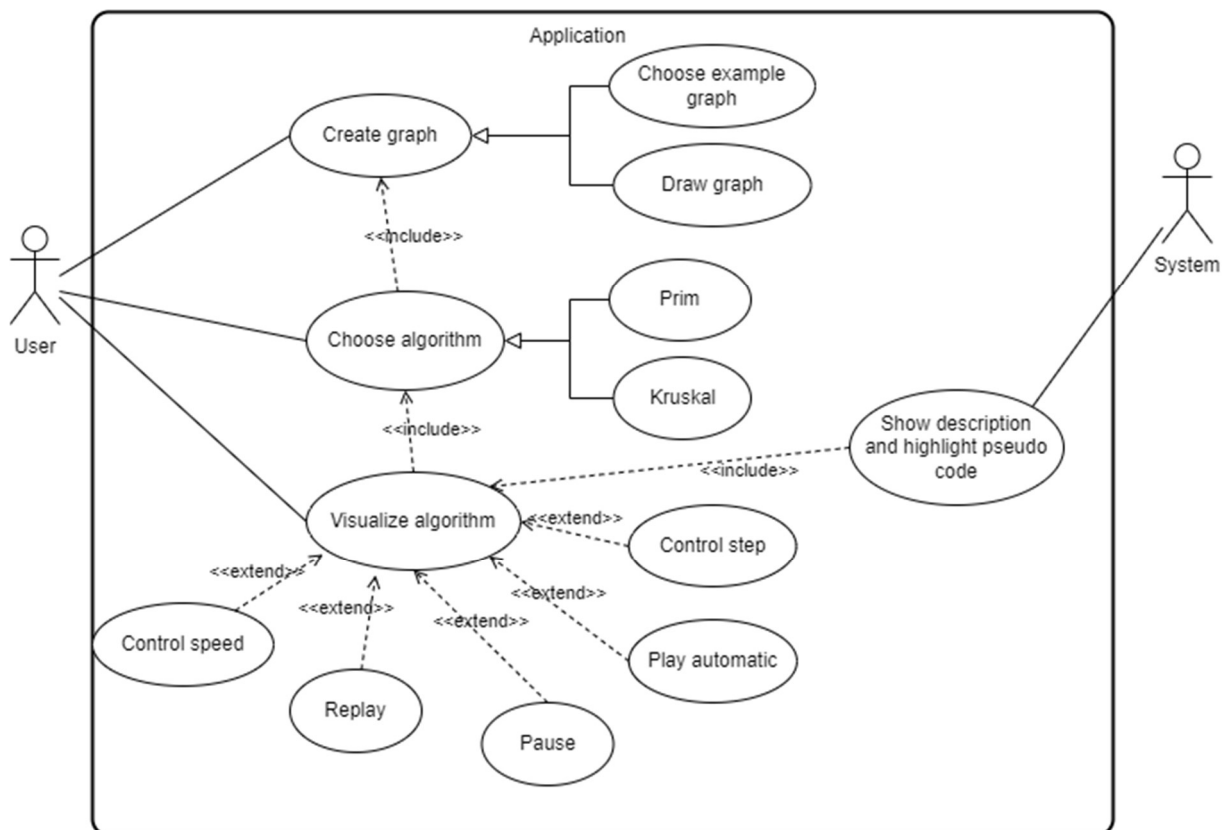 Application
Choose example
graph
Create graph
Draw graph
<<include>>
System
User
Prim
Choose algorithm
Kruskal
<<include>>
Show description
and highlight pseudo
code
<<include>>
Visualize algorithm
<<extend>>
Control step
<<extend>>
<<extend>>
<<extend>>
<<extend>>
Control speed
Play automatic
Replay
Pause